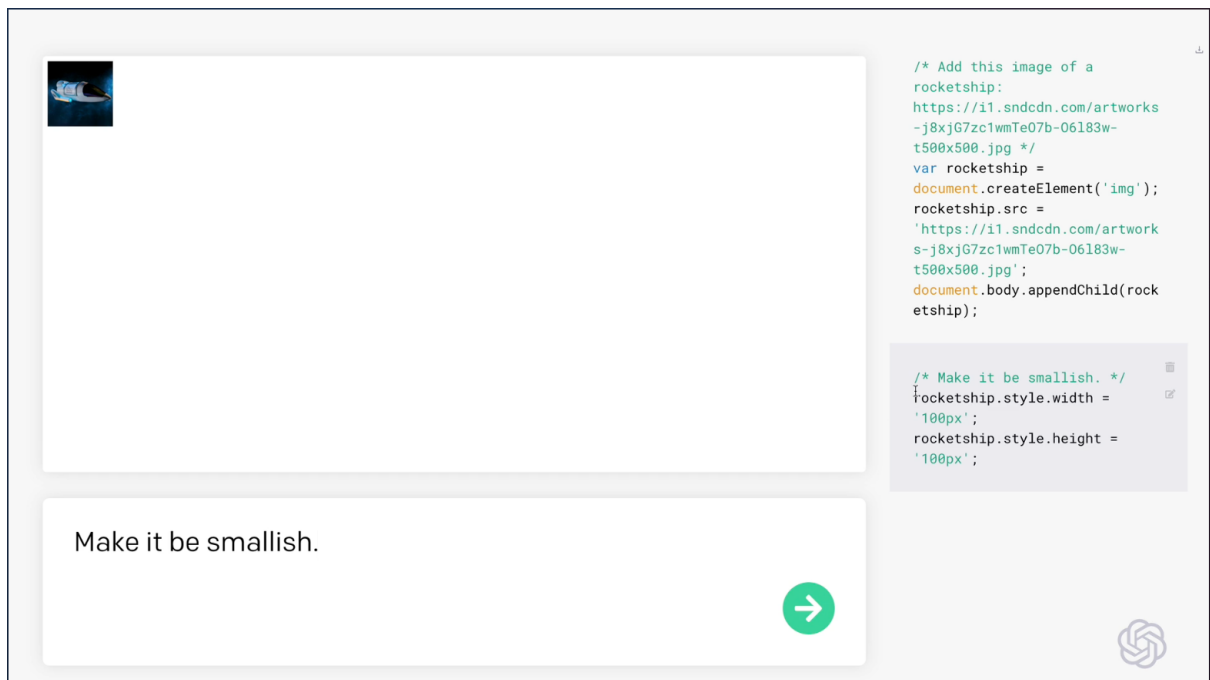 /* Add this image of a
rocketship:
https://i1.sndcdn.com/artworks
-j8xjG7zc1wmTeO7b-O6l83w-
t500x500.jpg */
var rocketship =
document.createElement('img');
rocketship.src =
'https://i1.sndcdn.com/artwork
s-j8xjG7zc1wmTeO7b-O6l83w-
t500x500.jpg';
document.body.appendChild(rock
etship);
/* Make it be smallish. */
rocketship.style.width =
'100px';
rocketship.style.height =
'100px';
Make it be smallish.